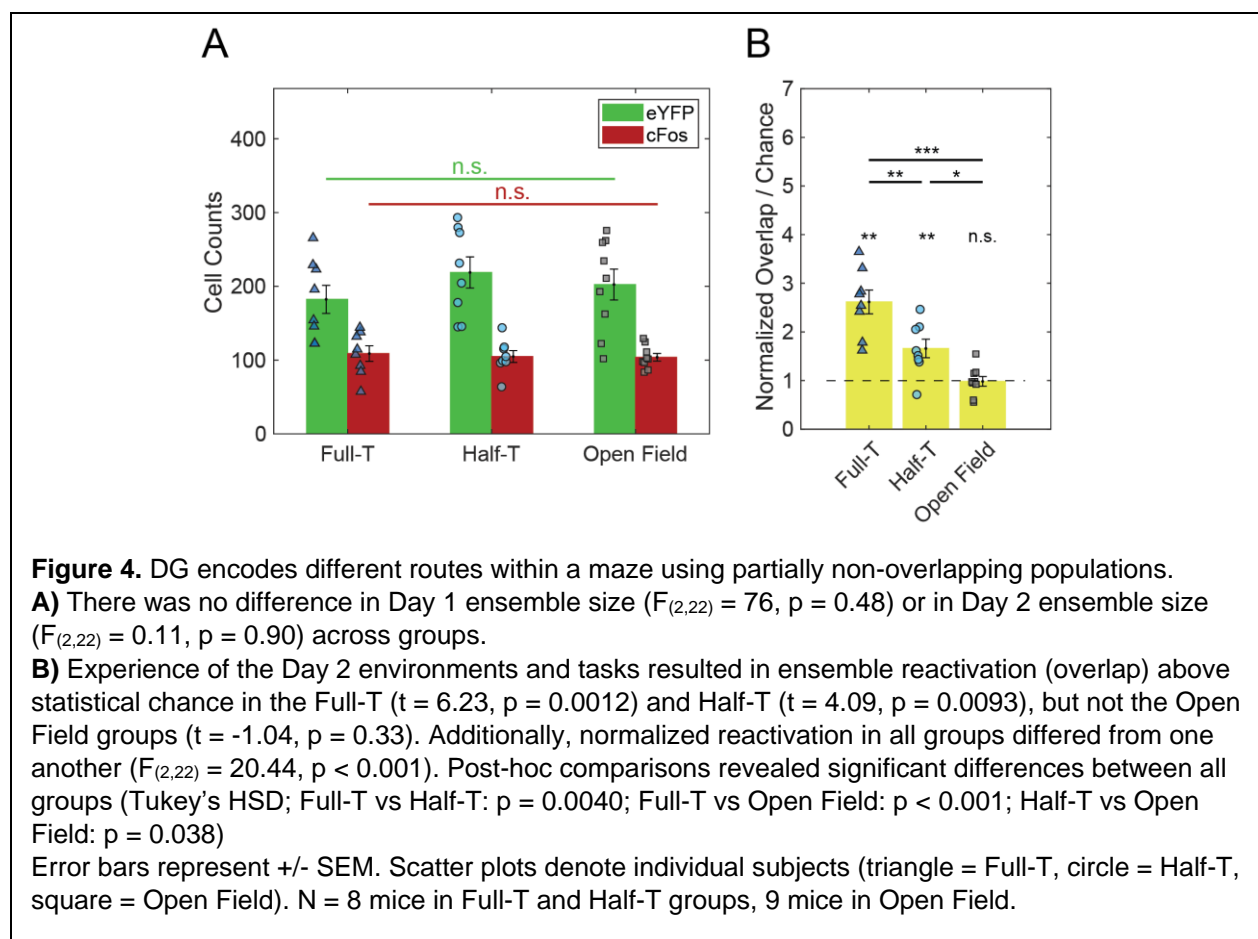 A
B
400
300
200
100
0
Cell Counts
eYFP
cFos
n.s.
n.s.
Full-T
Half-T
Open Field
7
6
5
4
3
2
1
0
Normalized Overlap / Chance
***
**
*
**
**
n.s.
Full-T
Half-T
Open Field
Figure 4. DG encodes different routes within a maze using partially non-overlapping populations.
A) There was no difference in Day 1 ensemble size (F(2,22) = 76, p = 0.48) or in Day 2 ensemble size
(F(2,22) = 0.11, p = 0.90) across groups.
B) Experience of the Day 2 environments and tasks resulted in ensemble reactivation (overlap) above
statistical chance in the Full-T (t = 6.23, p = 0.0012) and Half-T (t = 4.09, p = 0.0093), but not the Open
Field groups (t = -1.04, p = 0.33). Additionally, normalized reactivation in all groups differed from one
another (F(2,22) = 20.44, p < 0.001). Post-hoc comparisons revealed significant differences between all
groups (Tukey's HSD; Full-T vs Half-T: p = 0.0040; Full-T vs Open Field: p < 0.001; Half-T vs Open
Field: p = 0.038)
Error bars represent +/- SEM. Scatter plots denote individual subjects (triangle = Full-T, circle = Half-T,
square = Open Field). N = 8 mice in Full-T and Half-T groups, 9 mice in Open Field.